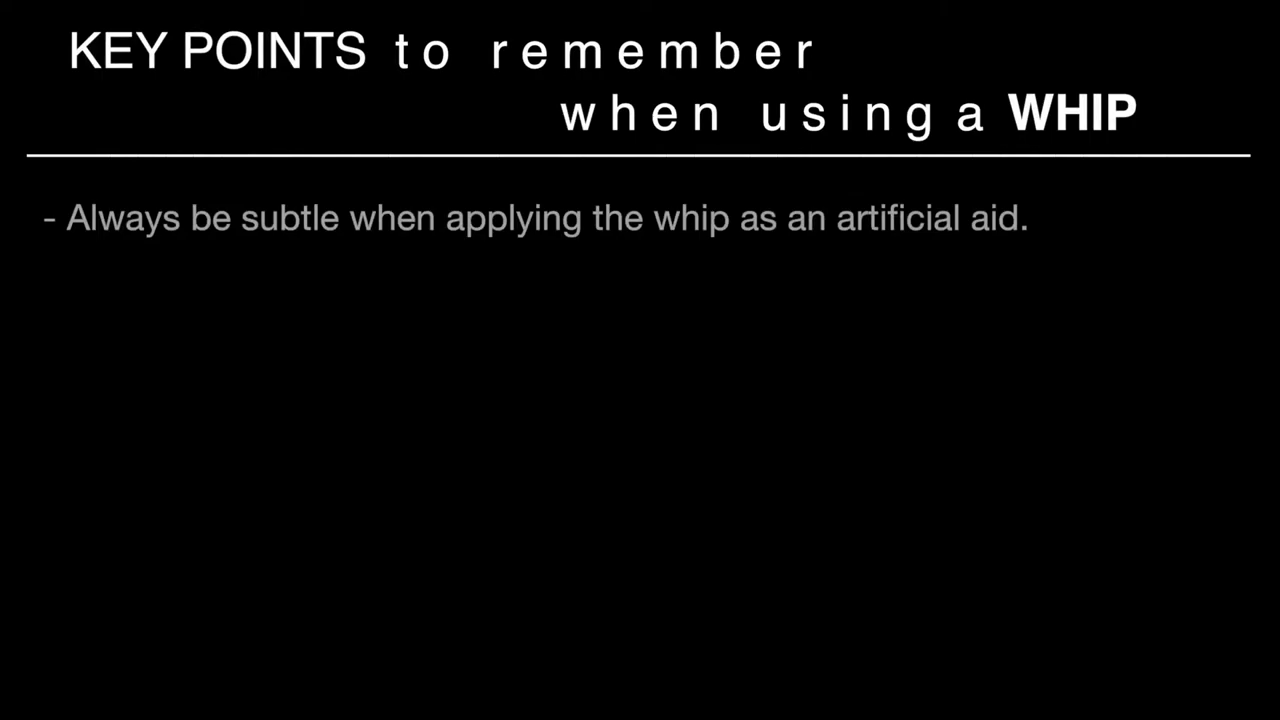 KEY POINTS to remember
when using a WHIP
- Always be subtle when applying the whip as an artificial aid.